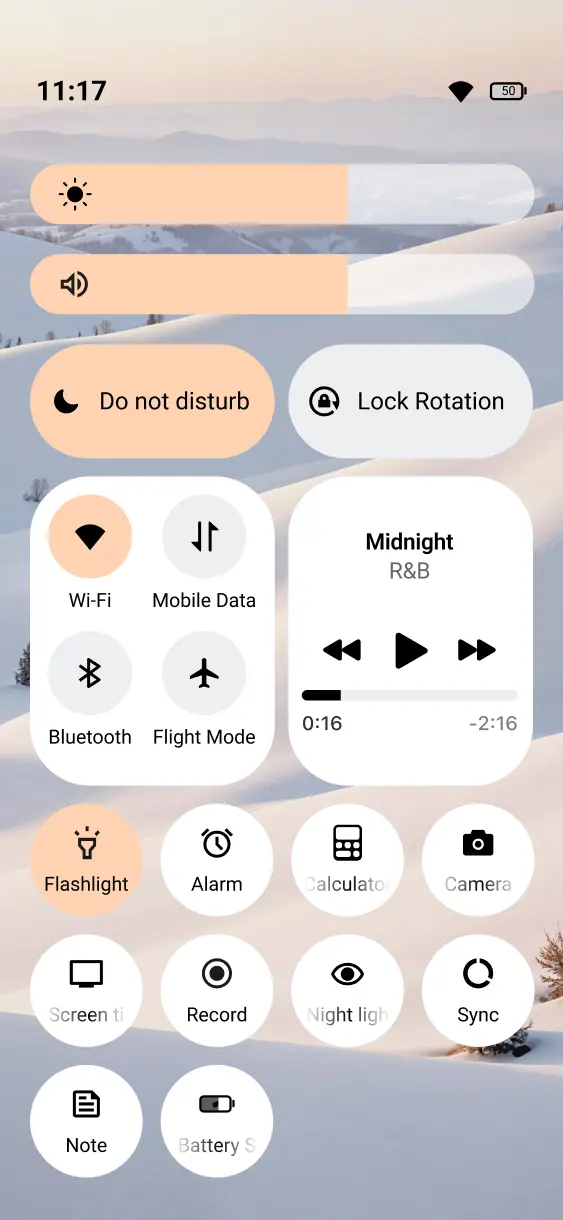 11:17
50
Do not disturb
Lock Rotation
Wi-Fi
Mobile Data
Bluetooth
Flight Mode
Midnight
R&B
0:16
-2:16
Flashlight
Alarm
Calculato
Camera
Screen ti
Record
Night ligh
Sync
Note
Battery S